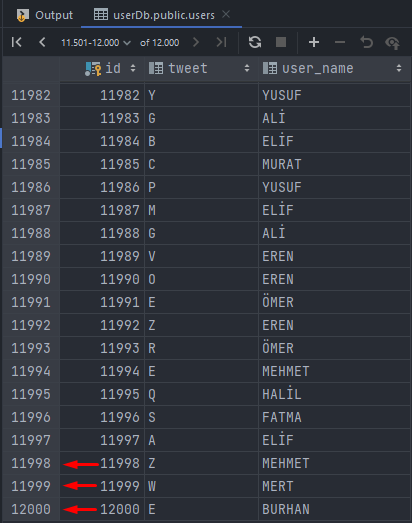 Output userDb.public.users
11.501-12.000 of 12.000
id tweet user_name
11982 11982 Y YUSUF
11983 11983 G ALİ
11984 11984 B ELİF
11985 11985 C MURAT
11986 11986 P YUSUF
11987 11987 M ELİF
11988 11988 G ALİ
11989 11989 V EREN
11990 11990 O EREN
11991 11991 E ÖMER
11992 11992 Z EREN
11993 11993 R ÖMER
11994 11994 E MEHMET
11995 11995 Q HALİL
11996 11996 S FATMA
11997 11997 A ELİF
11998 11998 Z MEHMET
11999 11999 W MERT
12000 12000 E BURHAN